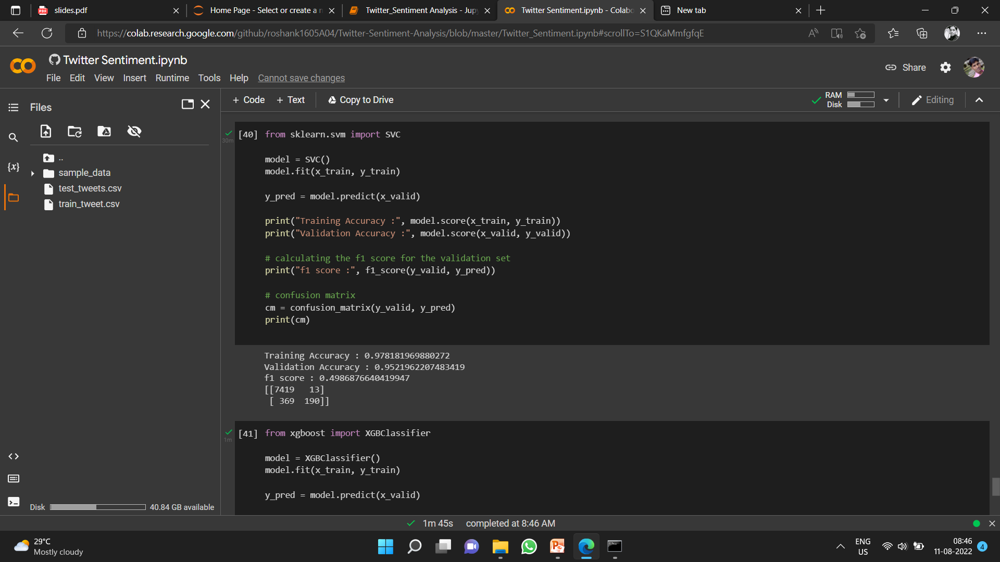 slides.pdf
Home Page - Select or create a n
Twitter_Sentiment Analysis - Jup
Twitter Sentiment.ipynb - Colabo
New tab
https://colab.research.google.com/github/roshank1605A04/Twitter-Sentiment-Analysis/blob/master/Twitter_Sentiment.ipynb#scrollTo=S1QKaMmfgfqE
Twitter Sentiment.ipynb
File Edit View Insert Runtime Tools Help Cannot save changes
Share
Files
+ Code + Text Copy to Drive
RAM
Disk
Editing
..
sample_data
test_tweets.csv
train_tweet.csv
Disk 40.84 GB available
30m
[40] from sklearn.svm import SVC
model = SVC()
model.fit(x_train, y_train)
y_pred = model.predict(x_valid)
print("Training Accuracy :", model.score(x_train, y_train))
print("Validation Accuracy :", model.score(x_valid, y_valid))
# calculating the f1 score for the validation set
print("f1 score :", f1_score(y_valid, y_pred))
# confusion matrix
cm = confusion_matrix(y_valid, y_pred)
print(cm)
Training Accuracy : 0.978181969880272
Validation Accuracy : 0.9521962207483419
f1 score : 0.4986876640419947
[[7419   13]
 [ 369  190]]
1m
[41] from xgboost import XGBClassifier
model = XGBClassifier()
model.fit(x_train, y_train)
y_pred = model.predict(x_valid)
1m 45s completed at 8:46 AM
29°C
Mostly cloudy
ENG
US
08:46
11-08-2022
4